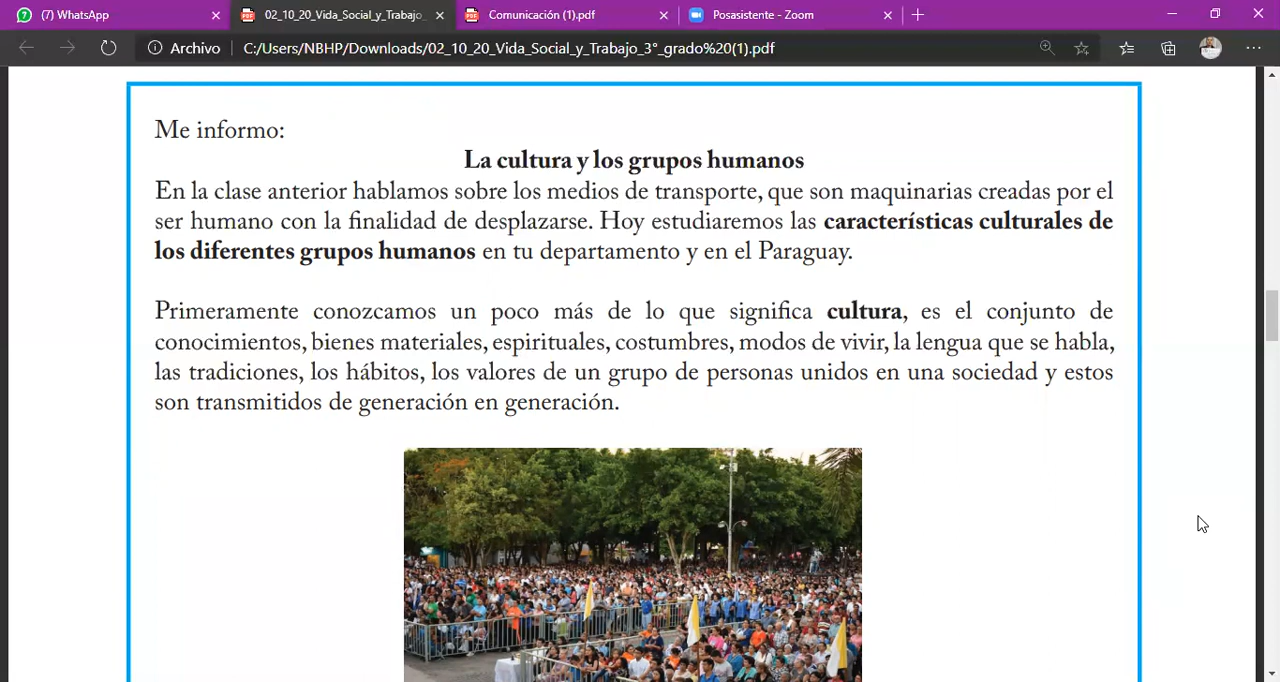 (7) WhatsApp
02_10_20_Vida_Social_y_Trabajo_
Comunicación (1).pdf
Posasistente - Zoom
Archivo
C:/Users/NBHP/Downloads/02_10_20_Vida_Social_y_Trabajo_3°_grado%20(1).pdf
Me informo:
La cultura y los grupos humanos
En la clase anterior hablamos sobre los medios de transporte, que son maquinarias creadas por el
ser humano con la finalidad de desplazarse. Hoy estudiaremos las características culturales de
los diferentes grupos humanos en tu departamento y en el Paraguay.
Primeramente conozcamos un poco más de lo que significa cultura, es el conjunto de
conocimientos, bienes materiales, espirituales, costumbres, modos de vivir, la lengua que se habla,
las tradiciones, los hábitos, los valores de un grupo de personas unidos en una sociedad y estos
son transmitidos de generación en generación.